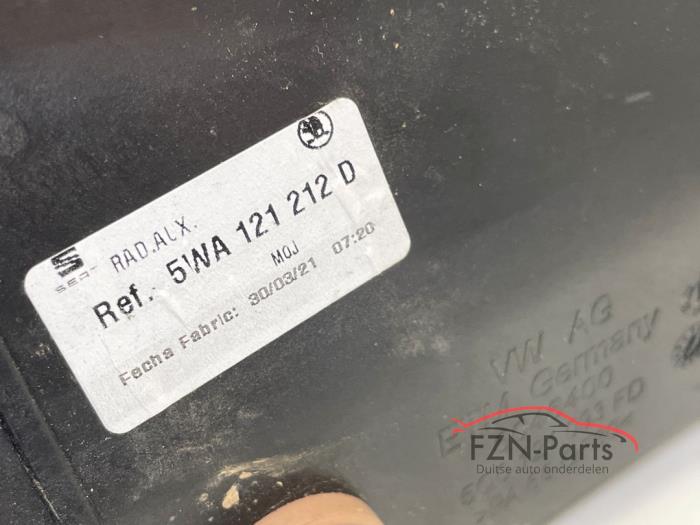 SEAT RAD.AUX.
Ref.: 5WA 121 212 D
MOJ
Fecha Fabric: 30/03/21 07:20
VW AG
Germany
FZN-Parts
Duitse auto onderdelen